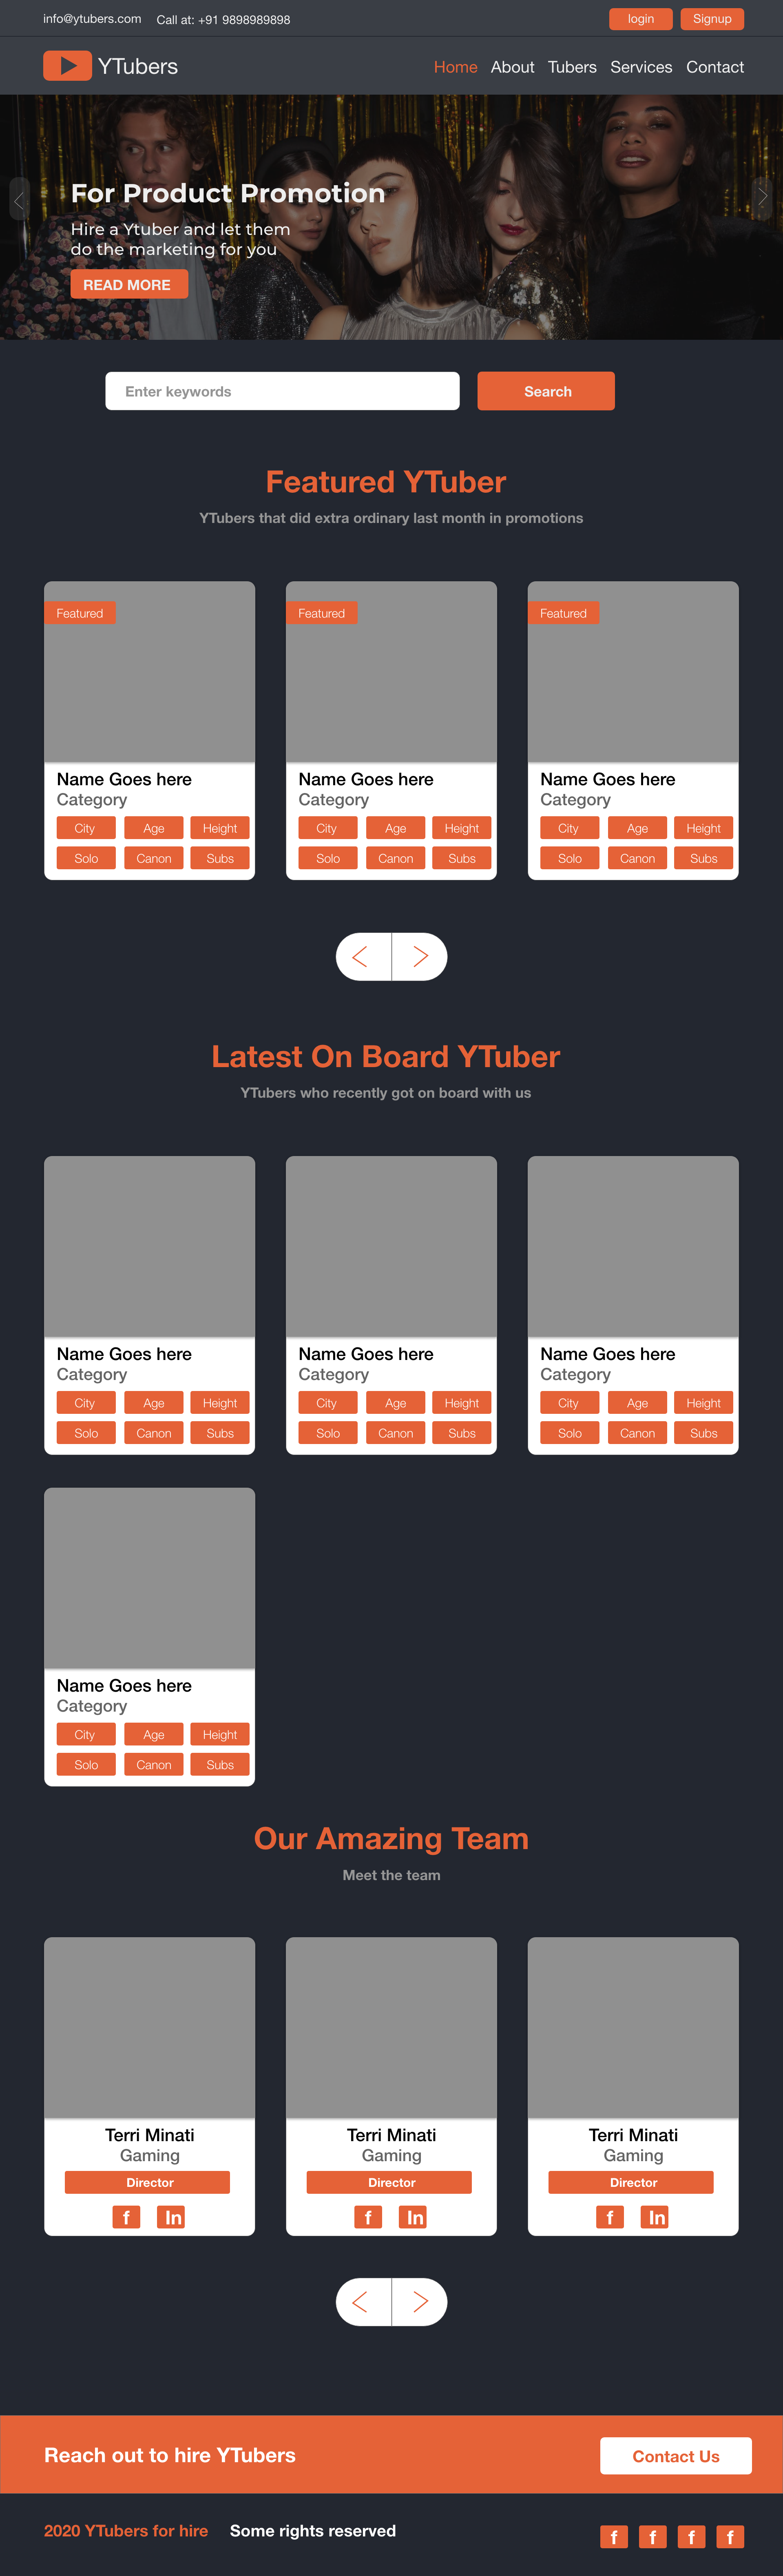 info@ytubers.com Call at: +91 9898989898 login Signup
YTubers Home About Tubers Services Contact
For Product Promotion
Hire a Ytuber and let them
do the marketing for you
READ MORE
Enter keywords Search
Featured YTuber
YTubers that did extra ordinary last month in promotions
Featured Featured Featured
Name Goes here Name Goes here Name Goes here
Category Category Category
City Age Height City Age Height City Age Height
Solo Canon Subs Solo Canon Subs Solo Canon Subs
Latest On Board YTuber
YTubers who recently got on board with us
Name Goes here Name Goes here Name Goes here
Category Category Category
City Age Height City Age Height City Age Height
Solo Canon Subs Solo Canon Subs Solo Canon Subs
Name Goes here
Category
City Age Height
Solo Canon Subs
Our Amazing Team
Meet the team
Terri Minati Terri Minati Terri Minati
Gaming Gaming Gaming
Director Director Director
f In f In f In
Reach out to hire YTubers Contact Us
2020 YTubers for hire Some rights reserved f f f f